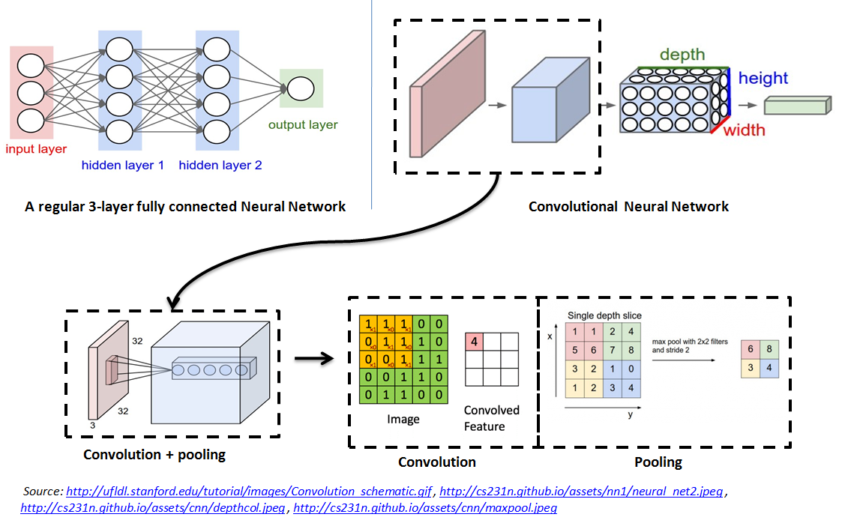 input layer
hidden layer 1
hidden layer 2
output layer
A regular 3-layer fully connected Neural Network
depth
height
width
Convolutional Neural Network
32
32
3
Convolution + pooling
1 1 1 0 0
0 1 1 1 0
0 0 1 1 1
0 0 1 1 0
0 1 1 0 0
Image
4
Convolved
Feature
Convolution
Single depth slice
x
1 1 2 4
5 6 7 8
3 2 1 0
1 2 3 4
y
max pool with 2x2 filters
and stride 2
6 8
3 4
Pooling
Source: http://ufldl.stanford.edu/tutorial/images/Convolution_schematic.gif , http://cs231n.github.io/assets/nn1/neural_net2.jpeg ,
http://cs231n.github.io/assets/cnn/depthcol.jpeg , http://cs231n.github.io/assets/cnn/maxpool.jpeg